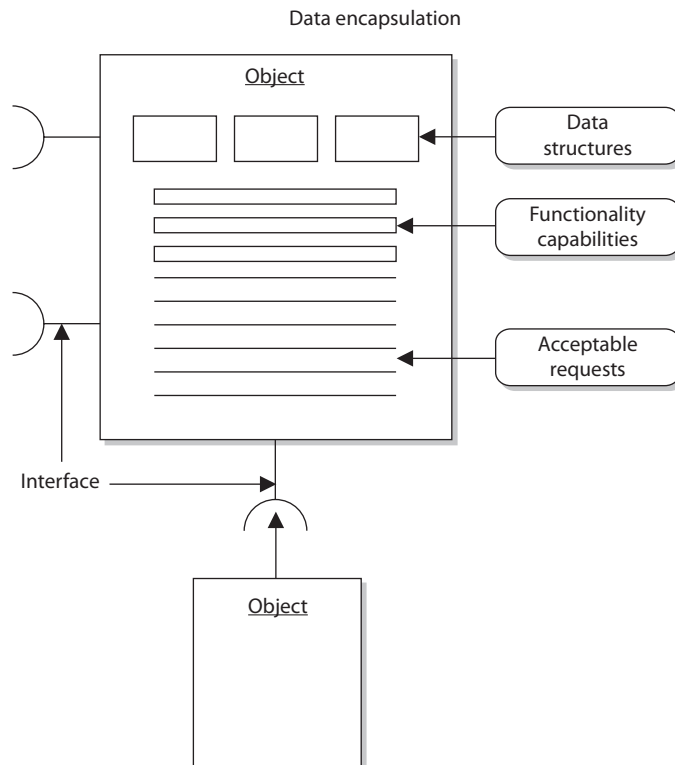 Data encapsulation
Object
Data
structures
Functionality
capabilities
Acceptable
requests
Interface
Object